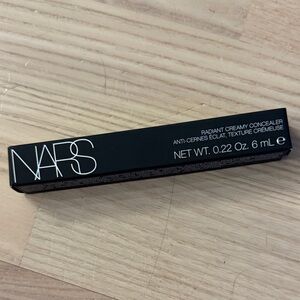 NARS
RADIANT CREAMY CONCEALER
ANTI-CERNES ÉCLAT, TEXTURE CRÉMEUSE
NET WT. 0.22 Oz. 6 mL ℮